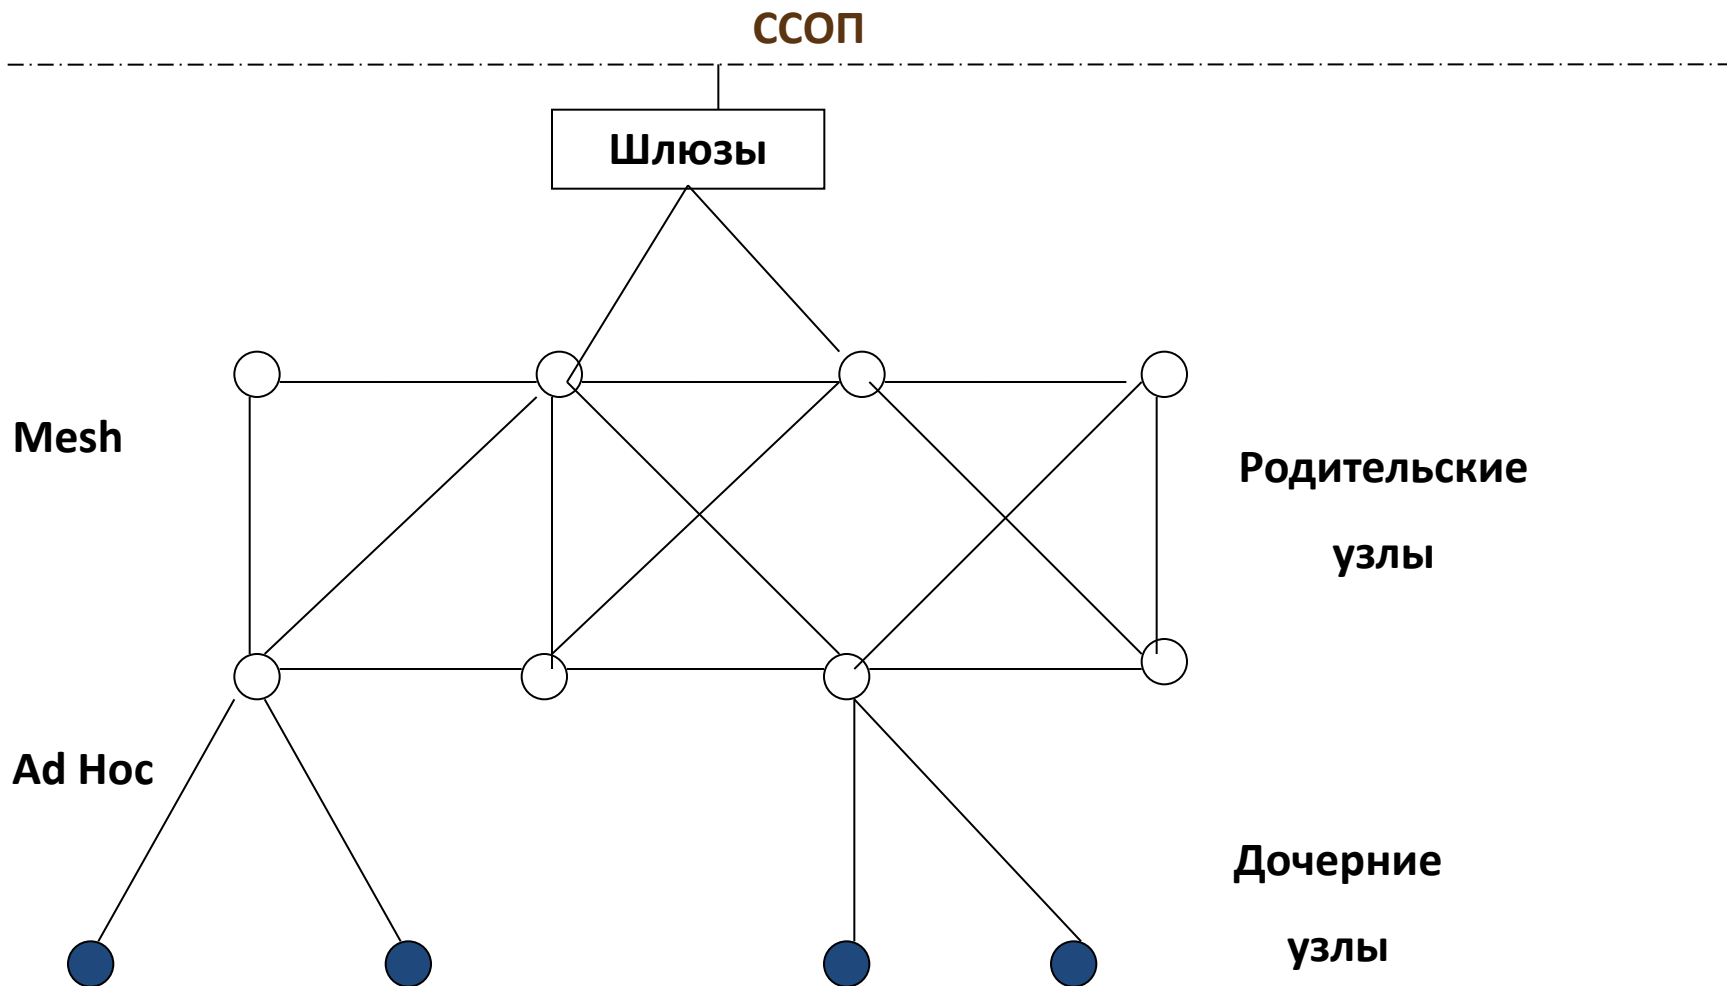 ССОП
Шлюзы
Mesh
Родительские
узлы
Ad Hoc
Дочерние
узлы